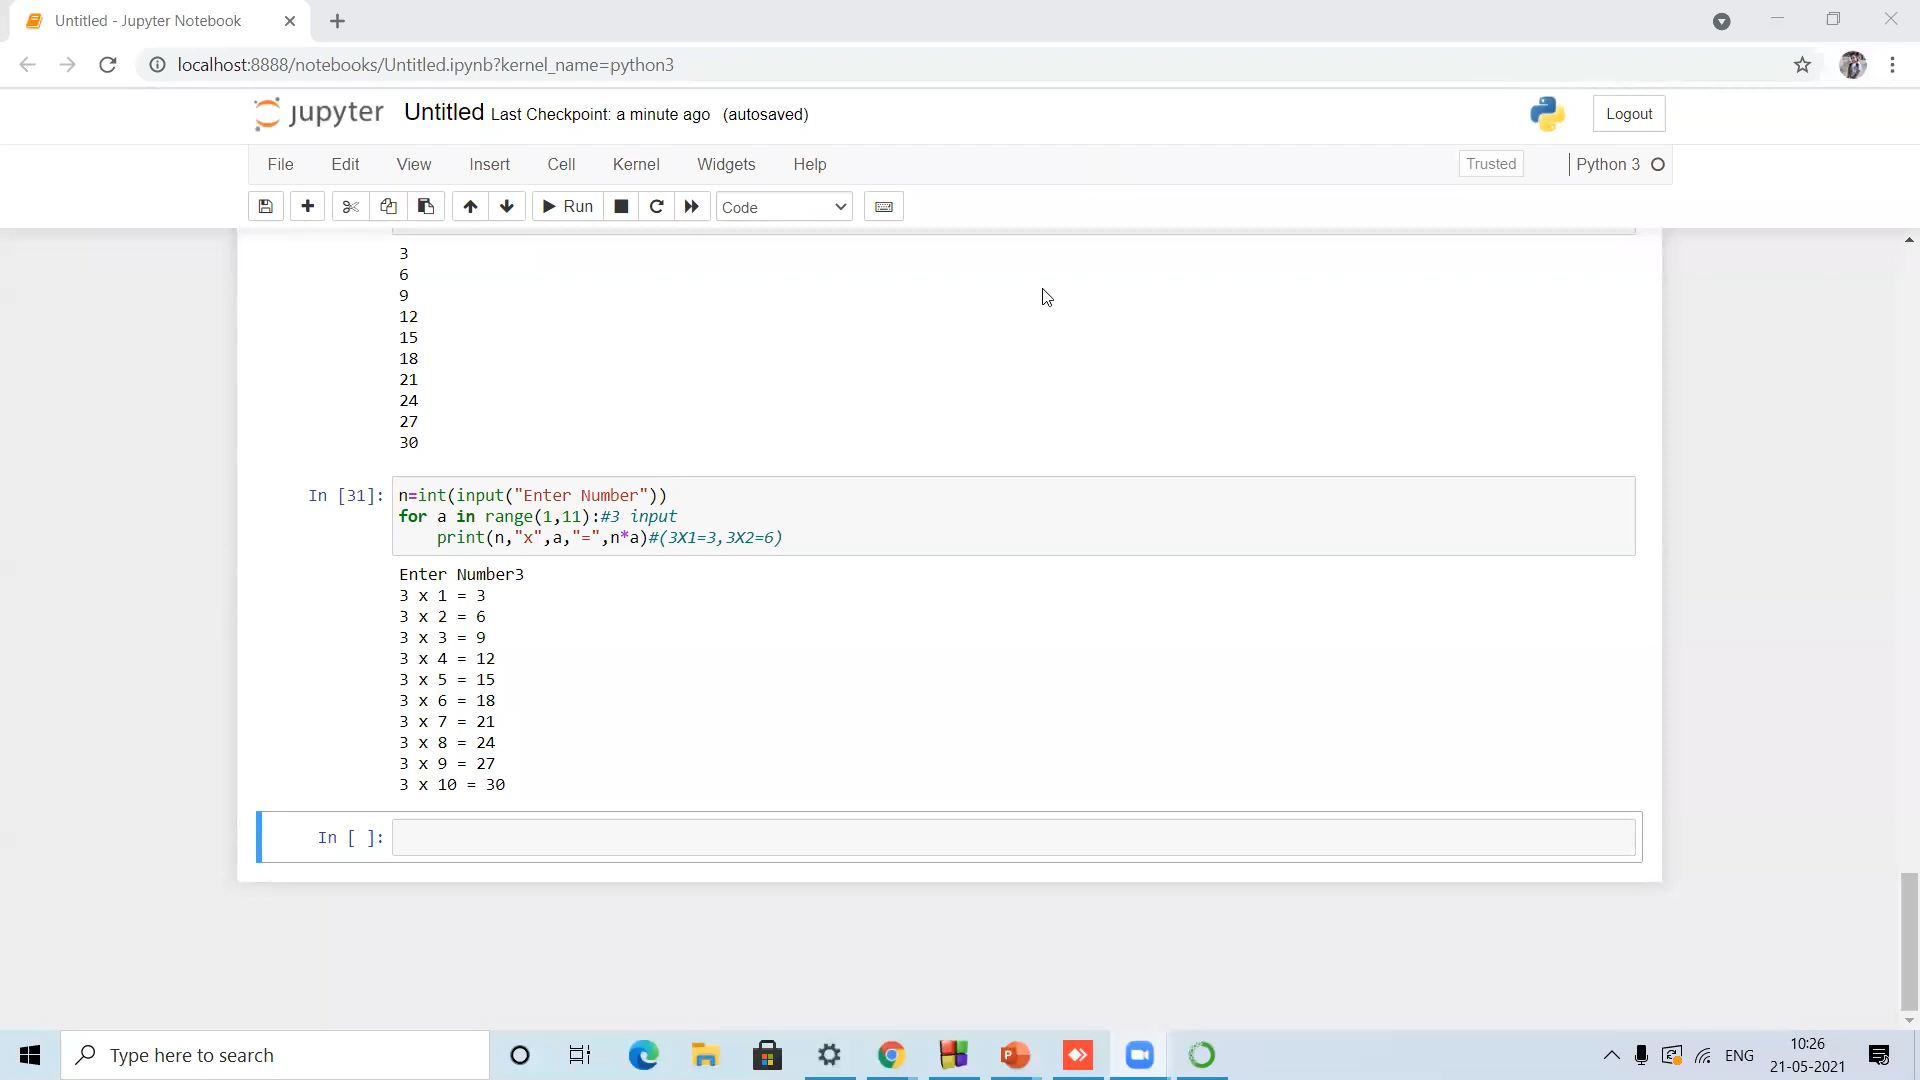 Untitled - Jupyter Notebook
localhost:8888/notebooks/Untitled.ipynb?kernel_name=python3
jupyter Untitled Last Checkpoint: a minute ago (autosaved) Logout
File Edit View Insert Cell Kernel Widgets Help Trusted Python 3
Run Code
3
6
9
12
15
18
21
24
27
30
In [31]: n=int(input("Enter Number"))
for a in range(1,11):#3 input
    print(n,"x",a,"=",n*a)#(3X1=3,3X2=6)
Enter Number3
3 x 1 = 3
3 x 2 = 6
3 x 3 = 9
3 x 4 = 12
3 x 5 = 15
3 x 6 = 18
3 x 7 = 21
3 x 8 = 24
3 x 9 = 27
3 x 10 = 30
In [ ]:
Type here to search
ENG
10:26
21-05-2021